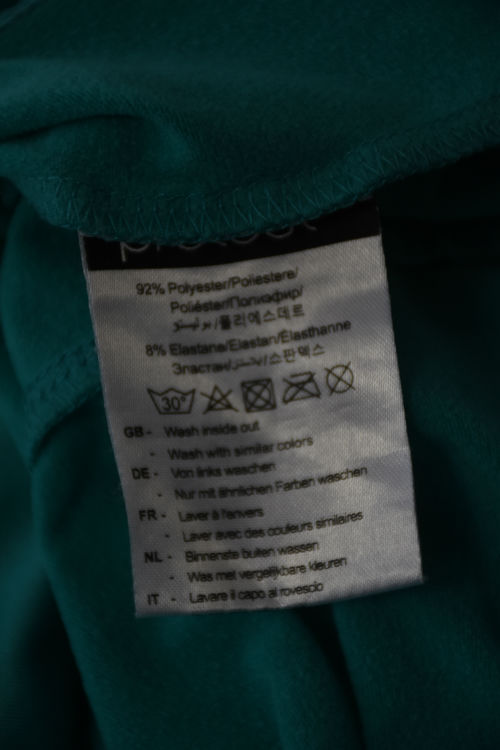 92% Polyester/Poliestere/
Poliéster/Полиэфир/
بوليستر/폴리에스테르
8% Elastane/Elastan/Élasthanne
Эластан/إيلاستين/스판덱스
30°
GB - Wash inside out
- Wash with similar colors
DE - Von links waschen
- Nur mit ähnlichen Farben waschen
FR - Laver à l'envers
- Laver avec des couleurs similaires
NL - Binnenste buiten wassen
- Was met vergelijkbare kleuren
IT - Lavare il capo al rovescio